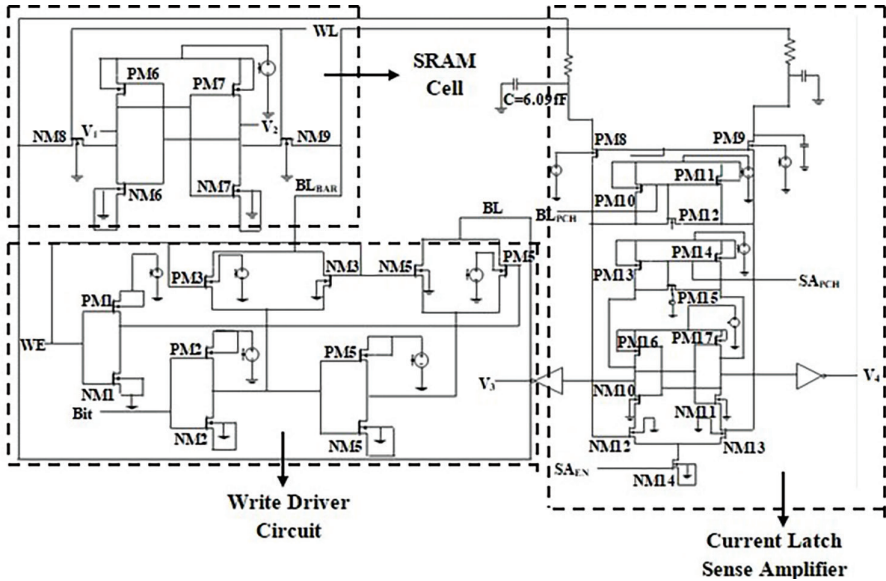 WL
SRAM
Cell
PM6
PM7
V1
V2
NM8
NM9
NM6
NM7
BLBAR
BL
C=6.09fF
PM8
PM9
PM10
PM11
BLPCH
PM12
PM13
PM14
SAPCH
PM15
PM16
PM17
V3
V4
NM10
NM11
NM12
NM13
SAEN
NM14
PM3
NM3
NM5
PM5
PM1
WE
NM1
PM2
PM5
Bit
NM2
NM5
Write Driver
Circuit
Current Latch
Sense Amplifier